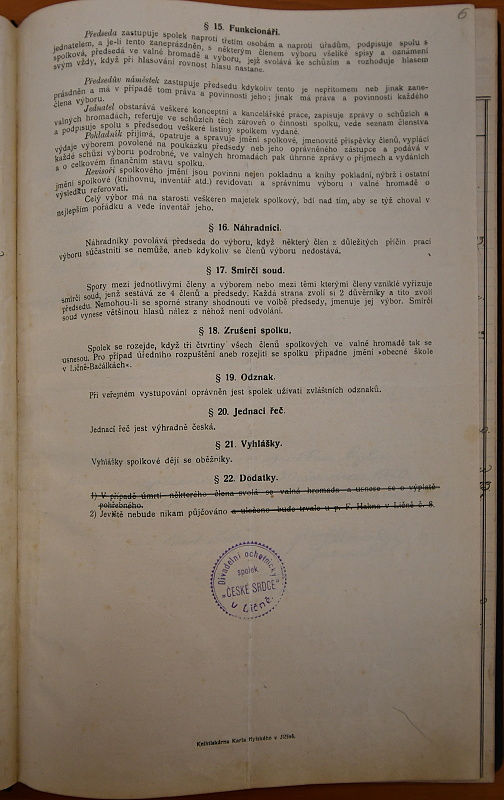 6
§ 15. Funkcionáři.
Předseda zastupuje spolek naproti třetím osobám a naproti úřadům, podpisuje spolu s
jednatelem, a je-li tento zaneprázdněn, s některým členem výboru všeliké spisy a oznámení
spolková, předsedá ve valné hromadě a výboru, jejž svolává ke schůzím a rozhoduje hlasem
svým vždy, když při hlasování rovnost hlasů nastane.
Předsedův náměstek zastupuje předsedu kdykoliv tento je nepřítomen neb jinak zane-
prásdněn a má v případě tom práva a povinnosti jeho; jinak má práva a povinnosti každého
člena výboru.
Jednatel obstarává veškeré konceptní a kancelářské práce, zapisuje zprávy o schůzích a
valných hromadách, referuje ve schůzích těch zároveň o činnosti spolku, vede seznam členstva
a podpisuje spolu s předsedou veškeré listiny spolkem vydané.
Pokladník přijímá, opatruje a spravuje jmění spolkové, jmenovitě příspěvky členů, vyplácí
výdaje výborem povolené na poukázku předsedy neb jeho oprávněného zástupce a podává v
každé schůzi výboru podrobné, ve valných hromadách pak úhrnné zprávy o příjmech a vydáních
a o celkovém finančním stavu spolku.
Revisoři spolkového jmění jsou povinni nejen pokladnu a knihy pokladní, nýbrž i ostatní
jmění spolkové (knihovnu, inventář atd.) revidovati a správnímu výboru i valné hromadě o
výsledku referovati.
Celý výbor má na starosti veškeren majetek spolkový, bdí nad tím, aby se týž choval v
nejlepším pořádku a vede inventář jeho.
§ 16. Náhradníci.
Náhradníky povolává předseda do výboru, když některý člen z důležitých příčin prací
výboru súčastniti se nemůže, aneb kdykoliv se členů výboru nedostává.
§ 17. Smírčí soud.
Spory mezi jednotlivými členy a výborem nebo mezi těmi kterými členy vzniklé vyřizuje
smírčí soud, jenž sestává ze 4 členů a předsedy. Každá strana zvolí si 2 důvěrníky a tito zvolí
předsedu. Nemohou-li se sporné strany shodnouti ve volbě předsedy, jmenuje jej výbor. Smírčí
soud vynese většinou hlasů nález z něhož není odvolání.
§ 18. Zrušení spolku.
Spolek se rozejde, když tři čtvrtiny všech členů spolkových ve valné hromadě tak se
usnesou. Pro případ úředního rozpuštění aneb rozejití se spolku připadne jmění »obecné škole
v Ličně-Bačálkách«.
§ 19. Odznak.
Při veřejném vystupování oprávněn jest spolek užívati zvláštních odznaků.
§ 20. Jednací řeč.
Jednací řeč jest výhradně česká.
§ 21. Vyhlášky.
Vyhlášky spolkové dějí se oběžníky.
§ 22. Dodatky.
1) V případě úmrtí některého člena svolá se valná hromada a usnese se o výplatě
pohřebného.
2) Jeviště nebude nikam půjčováno a uloženo bude trvale u p. F. Hakna v Ličně č. 8.
Divadelní ochotnický
spolek
„ČESKÉ SRDCE"
v Ličně.
Knihtiskárna Karla Rylského v Jičíně.